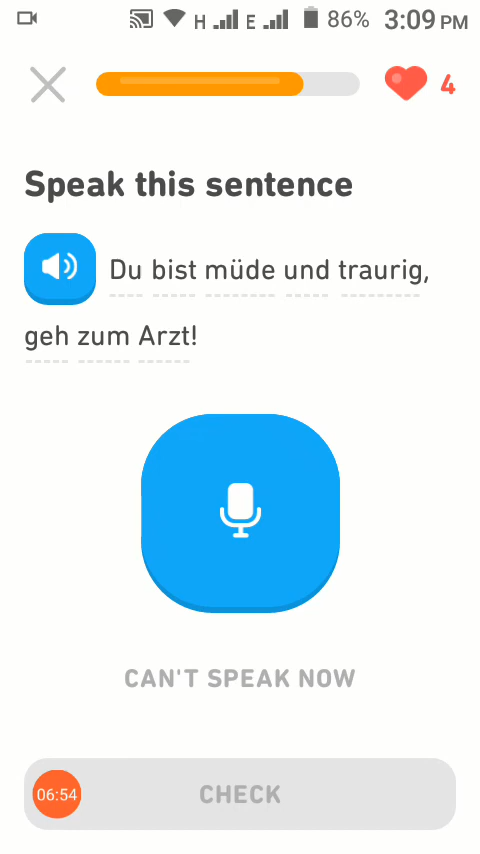 H E 86% 3:09 PM
4
Speak this sentence
Du bist müde und traurig,
geh zum Arzt!
CAN'T SPEAK NOW
06:54 CHECK